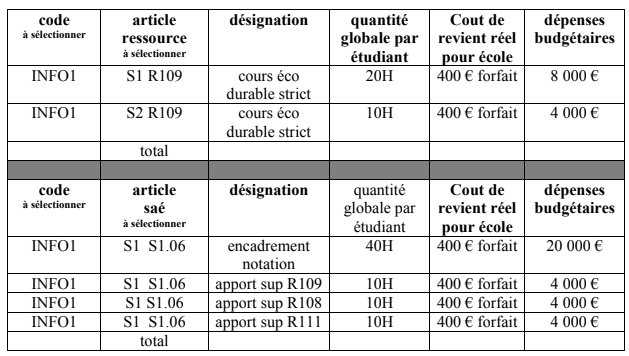 code article désignation quantité Cout de dépenses
à sélectionner ressource globale par revient réel budgétaires
à sélectionner étudiant pour école
INFO1 S1 R109 cours éco 20H 400 € forfait 8 000 €
durable strict
INFO1 S2 R109 cours éco 10H 400 € forfait 4 000 €
durable strict
total
code article désignation quantité Cout de dépenses
à sélectionner saé globale par revient réel budgétaires
à sélectionner étudiant pour école
INFO1 S1 S1.06 encadrement 40H 400 € forfait 20 000 €
notation
INFO1 S1 S1.06 apport sup R109 10H 400 € forfait 4 000 €
INFO1 S1 S1.06 apport sup R108 10H 400 € forfait 4 000 €
INFO1 S1 S1.06 apport sup R111 10H 400 € forfait 4 000 €
total